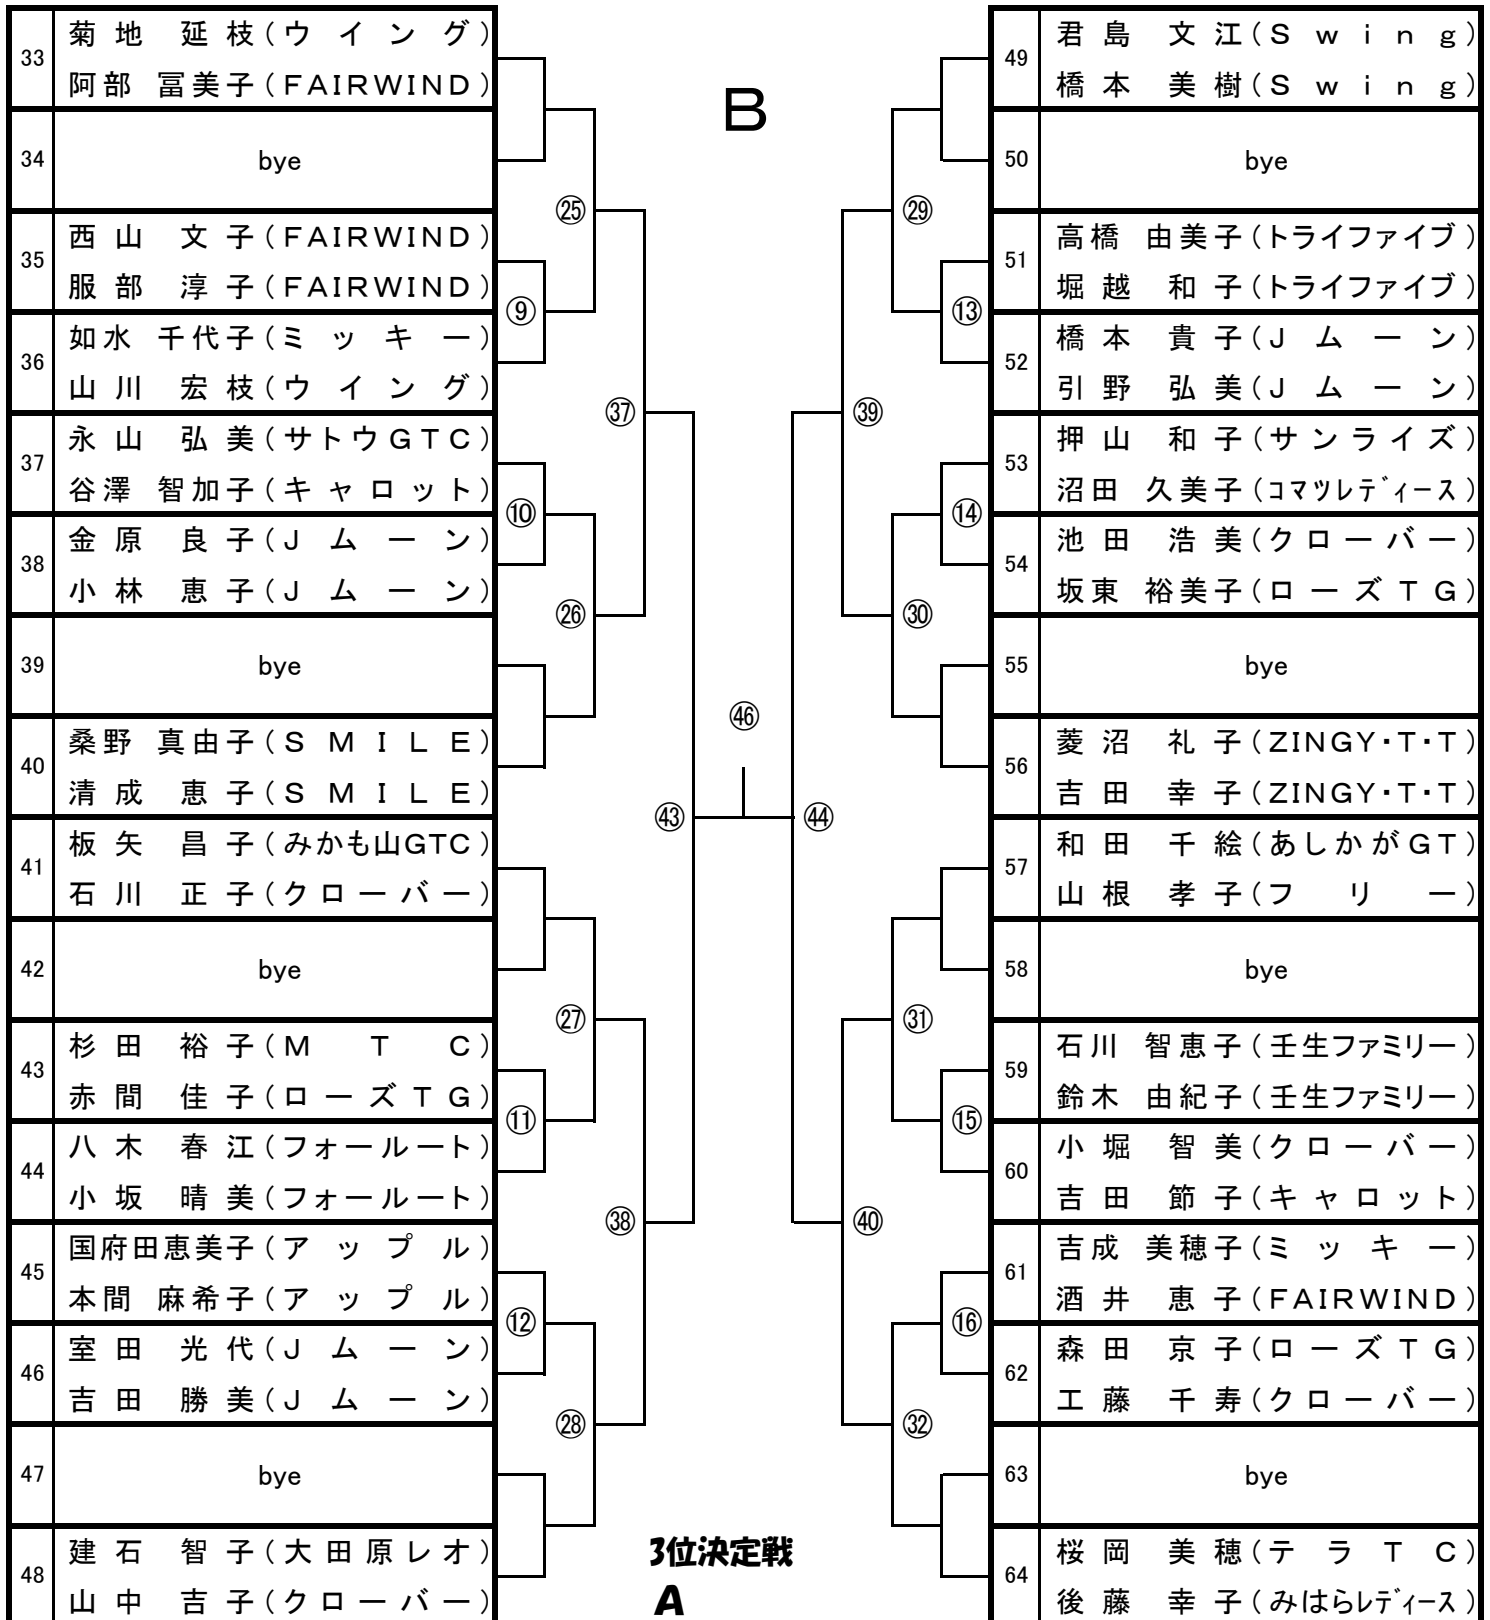 33 菊地 延枝(ウイング)
阿部 冨美子(FAIRWIND)
34 bye
35 西山 文子(FAIRWIND)
服部 淳子(FAIRWIND)
⑨
36 如水 千代子(ミッキー)
山川 宏枝(ウイング)
㉕
37 永山 弘美(サトウGTC)
谷澤 智加子(キャロット)
⑩
38 金原 良子(Jムーン)
小林 恵子(Jムーン)
㉖
39 bye
40 桑野 真由子(SMILE)
清成 恵子(SMILE)
㊲
41 板矢 昌子(みかも山GTC)
石川 正子(クローバー)
42 bye
㉗
43 杉田 裕子(MTC)
赤間 佳子(ローズTG)
⑪
44 八木 春江(フォールート)
小坂 晴美(フォールート)
45 国府田恵美子(アップル)
本間 麻希子(アップル)
⑫
46 室田 光代(Jムーン)
吉田 勝美(Jムーン)
㉘
47 bye
48 建石 智子(大田原レオ)
山中 吉子(クローバー)
㊳
㊸
B
㊻
3位決定戦
A
49 君島 文江(Swing)
橋本 美樹(Swing)
50 bye
㉙
51 高橋 由美子(トライファイブ)
堀越 和子(トライファイブ)
⑬
52 橋本 貴子(Jムーン)
引野 弘美(Jムーン)
㊴
53 押山 和子(サンライズ)
沼田 久美子(コマツレディース)
⑭
54 池田 浩美(クローバー)
坂東 裕美子(ローズTG)
㉚
55 bye
56 菱沼 礼子(ZINGY・T・T)
吉田 幸子(ZINGY・T・T)
㊹
57 和田 千絵(あしかがGT)
山根 孝子(フリー)
58 bye
㉛
59 石川 智恵子(壬生ファミリー)
鈴木 由紀子(壬生ファミリー)
⑮
60 小堀 智美(クローバー)
吉田 節子(キャロット)
㊵
61 吉成 美穂子(ミッキー)
酒井 恵子(FAIRWIND)
⑯
62 森田 京子(ローズTG)
工藤 千寿(クローバー)
㉜
63 bye
64 桜岡 美穂(テラTC)
後藤 幸子(みはらレディース)